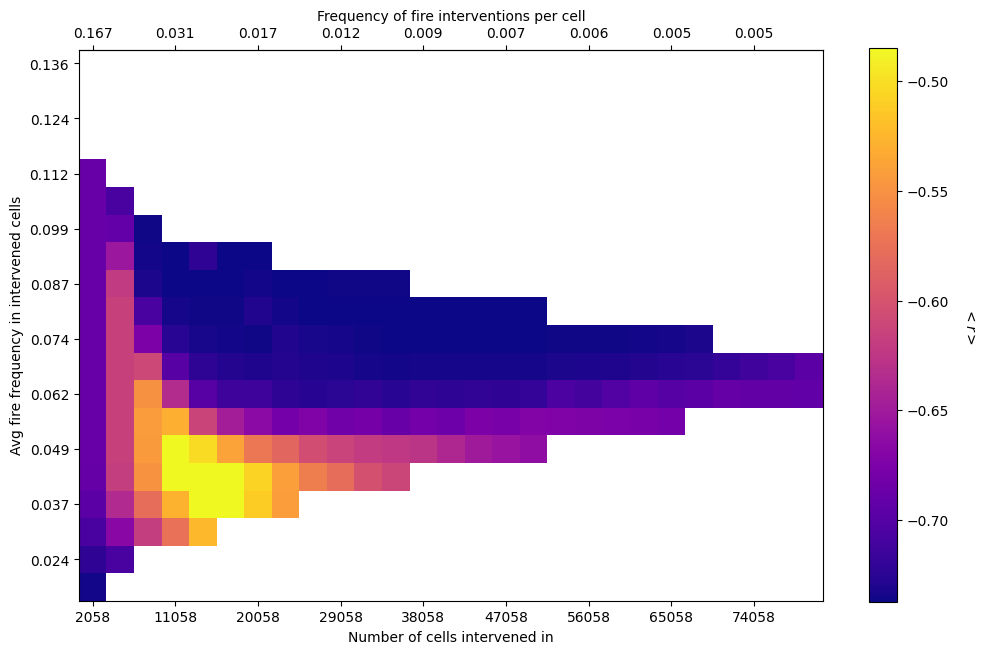 Frequency of fire interventions per cell
0.167 0.031 0.017 0.012 0.009 0.007 0.006 0.005 0.005
Avg fire frequency in intervened cells
0.136
0.124
0.112
0.099
0.087
0.074
0.062
0.049
0.037
0.024
2058 11058 20058 29058 38058 47058 56058 65058 74058
Number of cells intervened in
−0.50
−0.55
−0.60
−0.65
−0.70
< r >